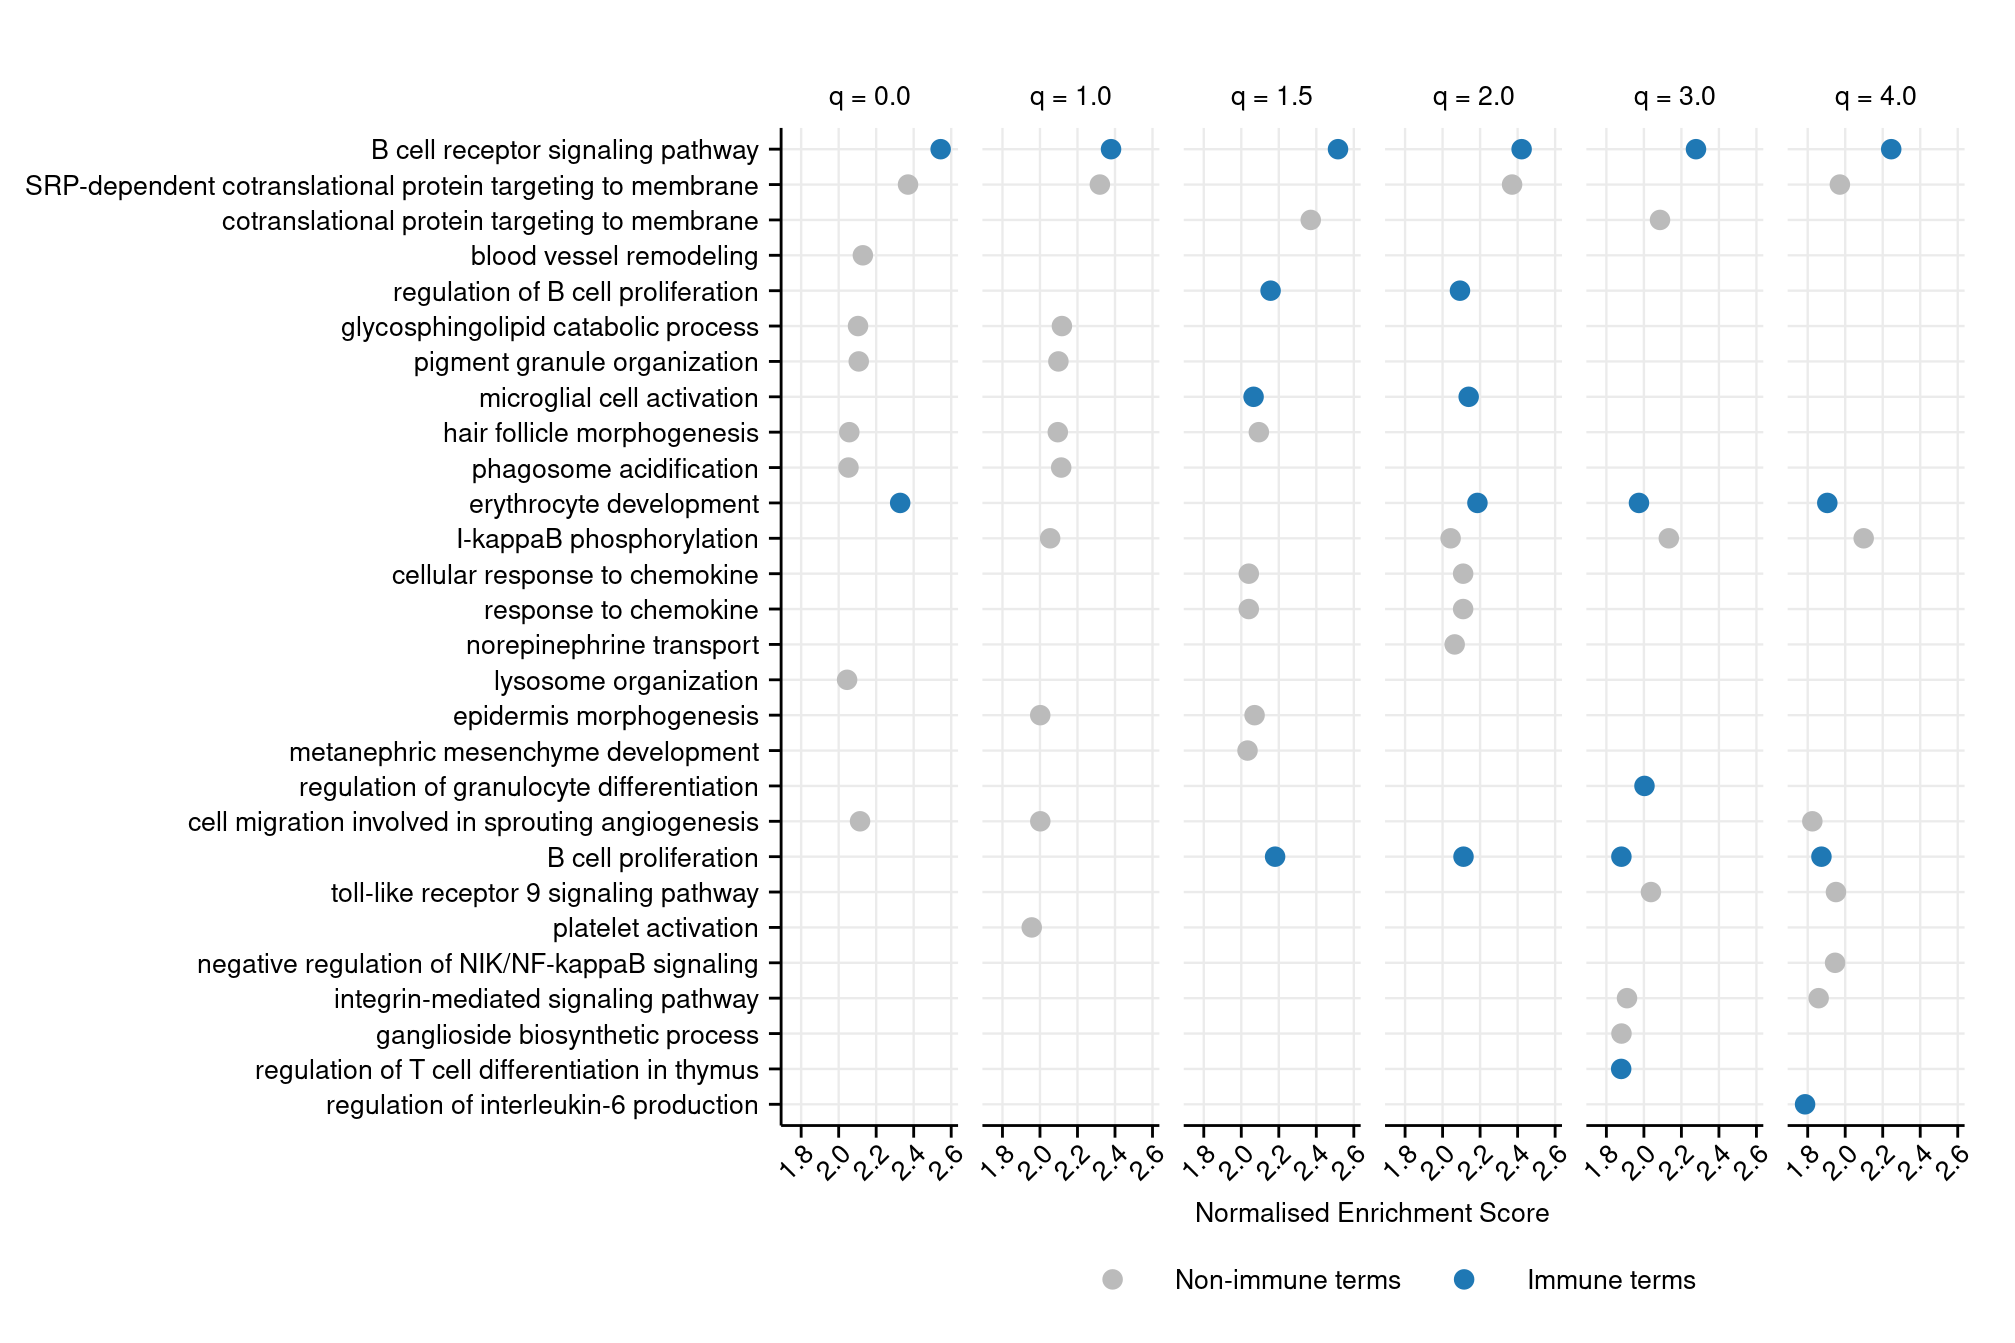 q = 0.0 q = 1.0 q = 1.5 q = 2.0 q = 3.0 q = 4.0
B cell receptor signaling pathway
SRP-dependent cotranslational protein targeting to membrane
cotranslational protein targeting to membrane
blood vessel remodeling
regulation of B cell proliferation
glycosphingolipid catabolic process
pigment granule organization
microglial cell activation
hair follicle morphogenesis
phagosome acidification
erythrocyte development
I-kappaB phosphorylation
cellular response to chemokine
response to chemokine
norepinephrine transport
lysosome organization
epidermis morphogenesis
metanephric mesenchyme development
regulation of granulocyte differentiation
cell migration involved in sprouting angiogenesis
B cell proliferation
toll-like receptor 9 signaling pathway
platelet activation
negative regulation of NIK/NF-kappaB signaling
integrin-mediated signaling pathway
ganglioside biosynthetic process
regulation of T cell differentiation in thymus
regulation of interleukin-6 production
1.8 2.0 2.2 2.4 2.6 1.8 2.0 2.2 2.4 2.6 1.8 2.0 2.2 2.4 2.6 1.8 2.0 2.2 2.4 2.6 1.8 2.0 2.2 2.4 2.6 1.8 2.0 2.2 2.4 2.6
Normalised Enrichment Score
Non-immune terms Immune terms